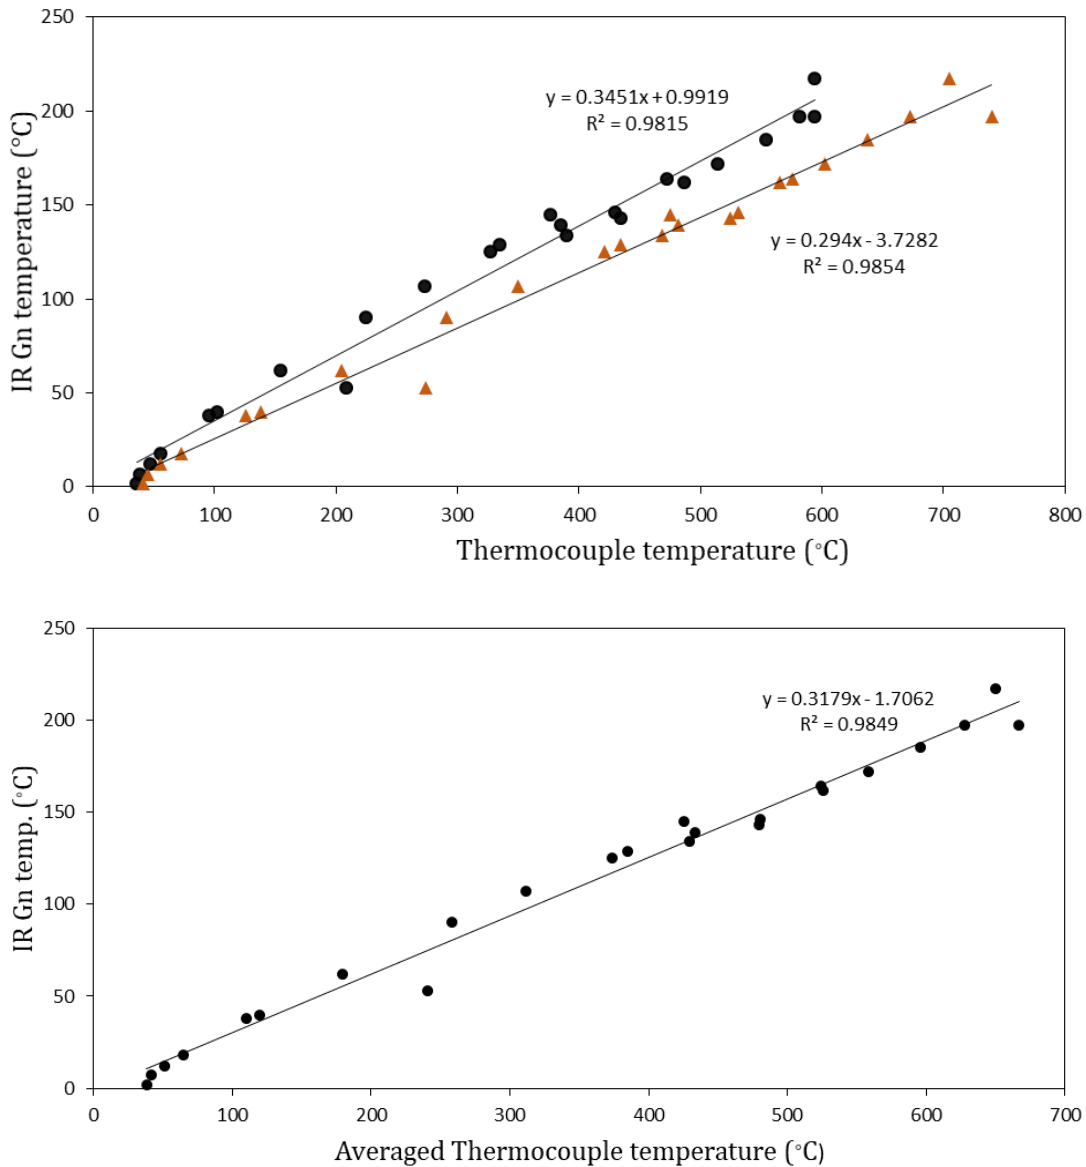 250
200
150
100
50
0
IR Gn temperature (°C)
y = 0.3451x + 0.9919
R² = 0.9815
y = 0.294x - 3.7282
R² = 0.9854
0 100 200 300 400 500 600 700 800
Thermocouple temperature (°C)
250
200
150
100
50
0
IR Gn temp. (°C)
y = 0.3179x - 1.7062
R² = 0.9849
0 100 200 300 400 500 600 700
Averaged Thermocouple temperature (°C)